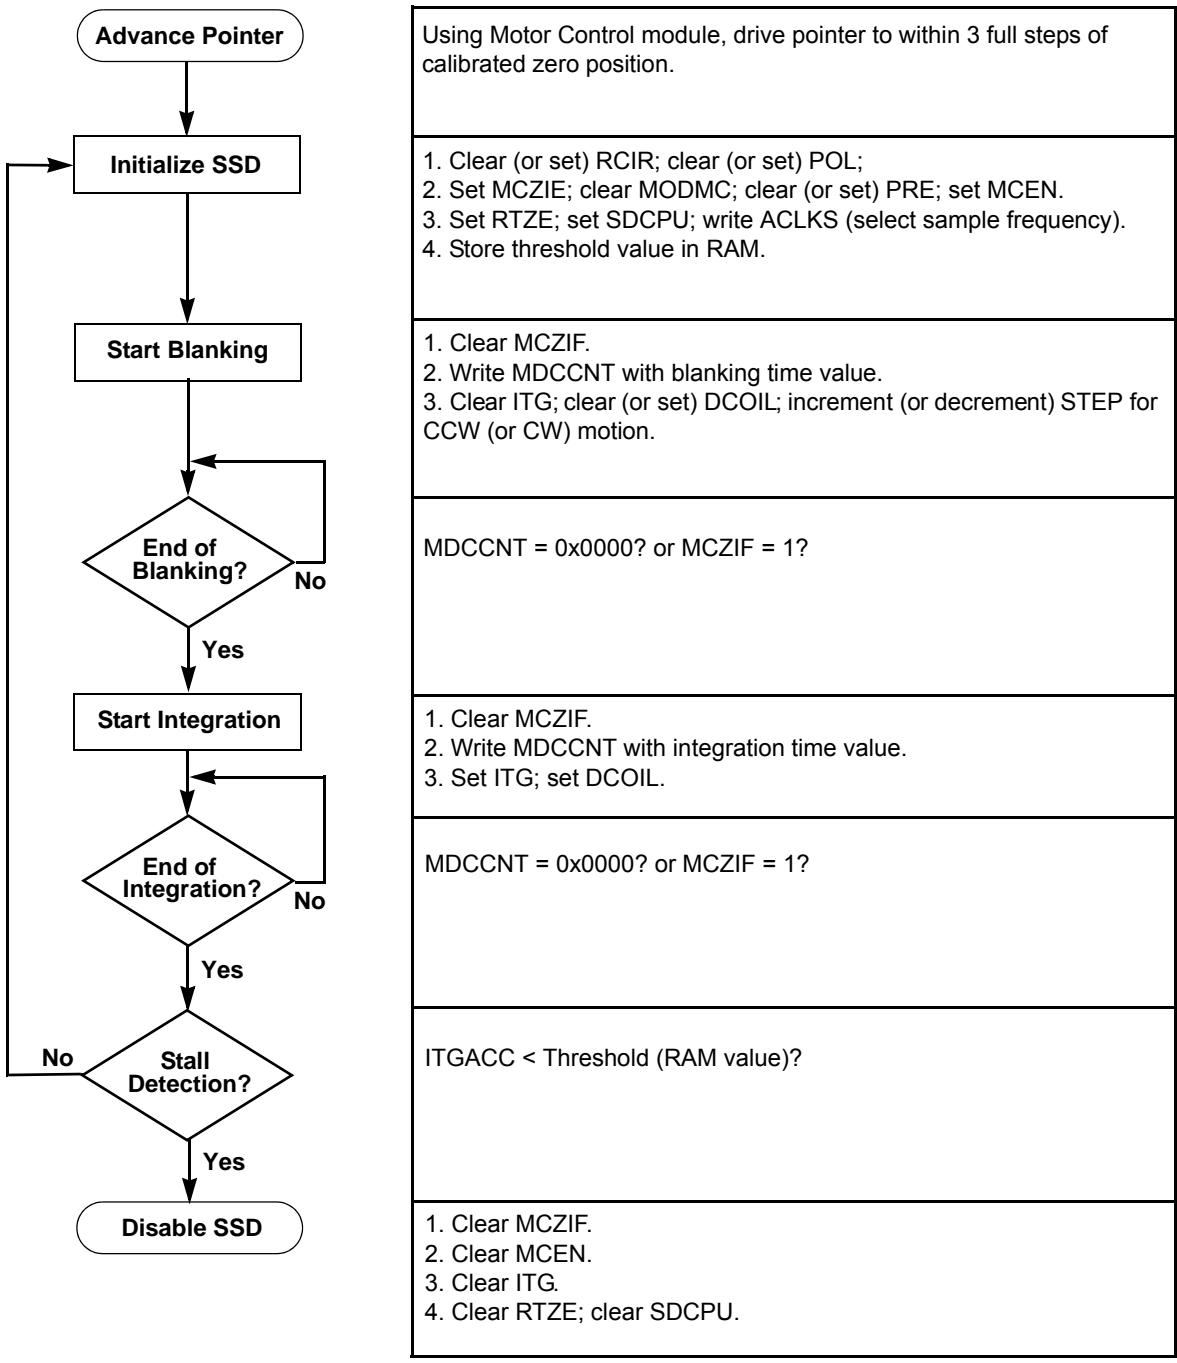 Advance Pointer
Using Motor Control module, drive pointer to within 3 full steps of
calibrated zero position.
Initialize SSD
1. Clear (or set) RCIR; clear (or set) POL;
2. Set MCZIE; clear MODMC; clear (or set) PRE; set MCEN.
3. Set RTZE; set SDCPU; write ACLKS (select sample frequency).
4. Store threshold value in RAM.
Start Blanking
1. Clear MCZIF.
2. Write MDCCNT with blanking time value.
3. Clear ITG; clear (or set) DCOIL; increment (or decrement) STEP for
CCW (or CW) motion.
End of
Blanking?
No
Yes
MDCCNT = 0x0000? or MCZIF = 1?
Start Integration
1. Clear MCZIF.
2. Write MDCCNT with integration time value.
3. Set ITG; set DCOIL.
End of
Integration?
No
Yes
MDCCNT = 0x0000? or MCZIF = 1?
No
Stall
Detection?
Yes
ITGACC < Threshold (RAM value)?
Disable SSD
1. Clear MCZIF.
2. Clear MCEN.
3. Clear ITG.
4. Clear RTZE; clear SDCPU.